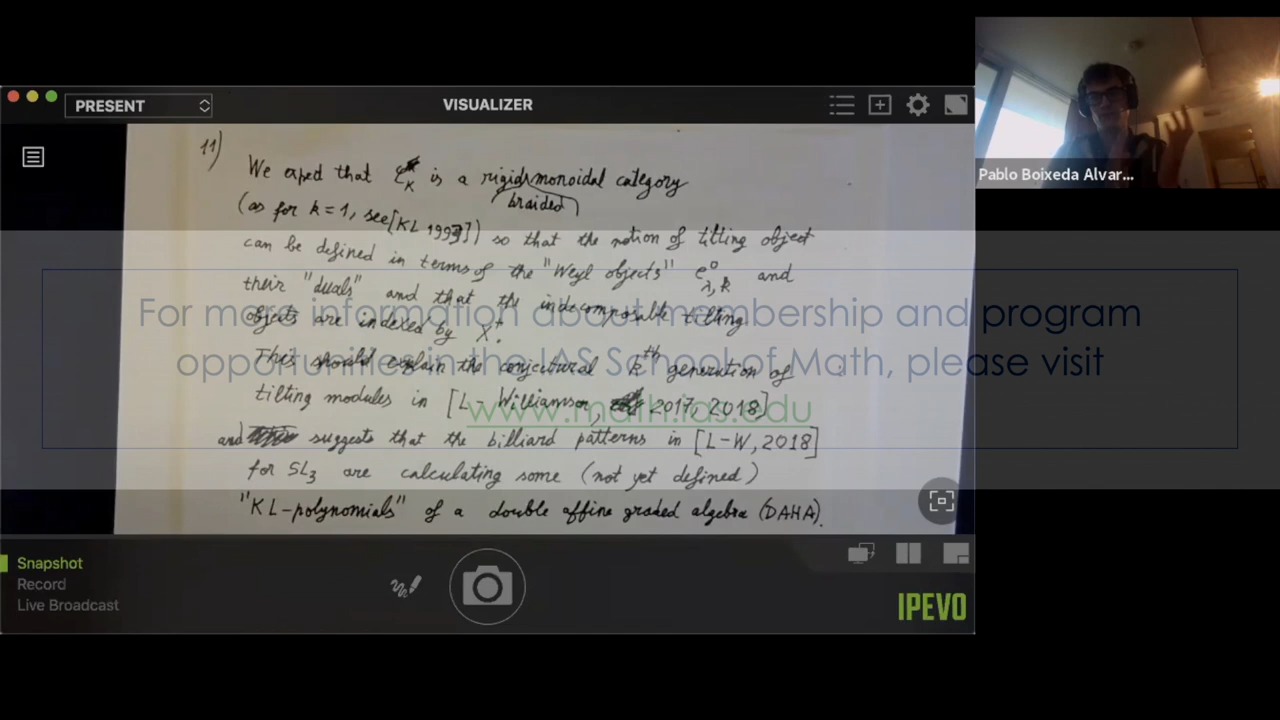 PRESENT
VISUALIZER
Pablo Boixeda Alvar...
11)
We expect that 𝒞_K is a rigid monoidal category
braided
(as for k=1, see [KL 1993]) so that the notion of tilting object
can be defined in terms of the "Weyl objects" e⁰_λ,k and
their "duals" and that the indecomposable tilting
objects are indexed by X⁺.
This should explain the conjectural kᵗʰ generation of
tilting modules in [L-Williamson, 2017, 2018]
and suggests that the billiard patterns in [L-W, 2018]
for SL₃ are calculating some (not yet defined)
"KL-polynomials" of a double affine graded algebra (DAHA).
For more information about membership and program
opportunities in the IAS School of Math, please visit
www.math.ias.edu
Snapshot
Record
Live Broadcast
IPEVO